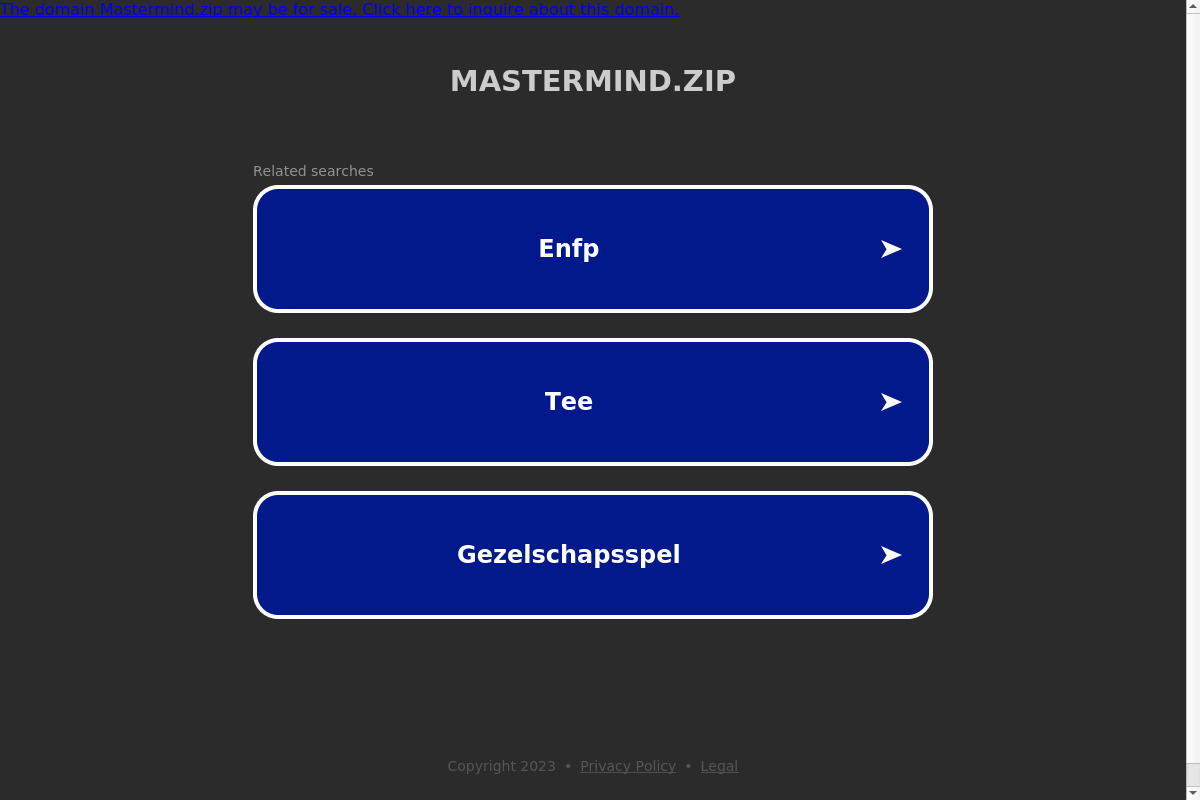 The domain Mastermind.zip may be for sale. Click here to inquire about this domain.
MASTERMIND.ZIP
Related searches
Enfp
Tee
Gezelschapsspel
Copyright 2023 • Privacy Policy • Legal